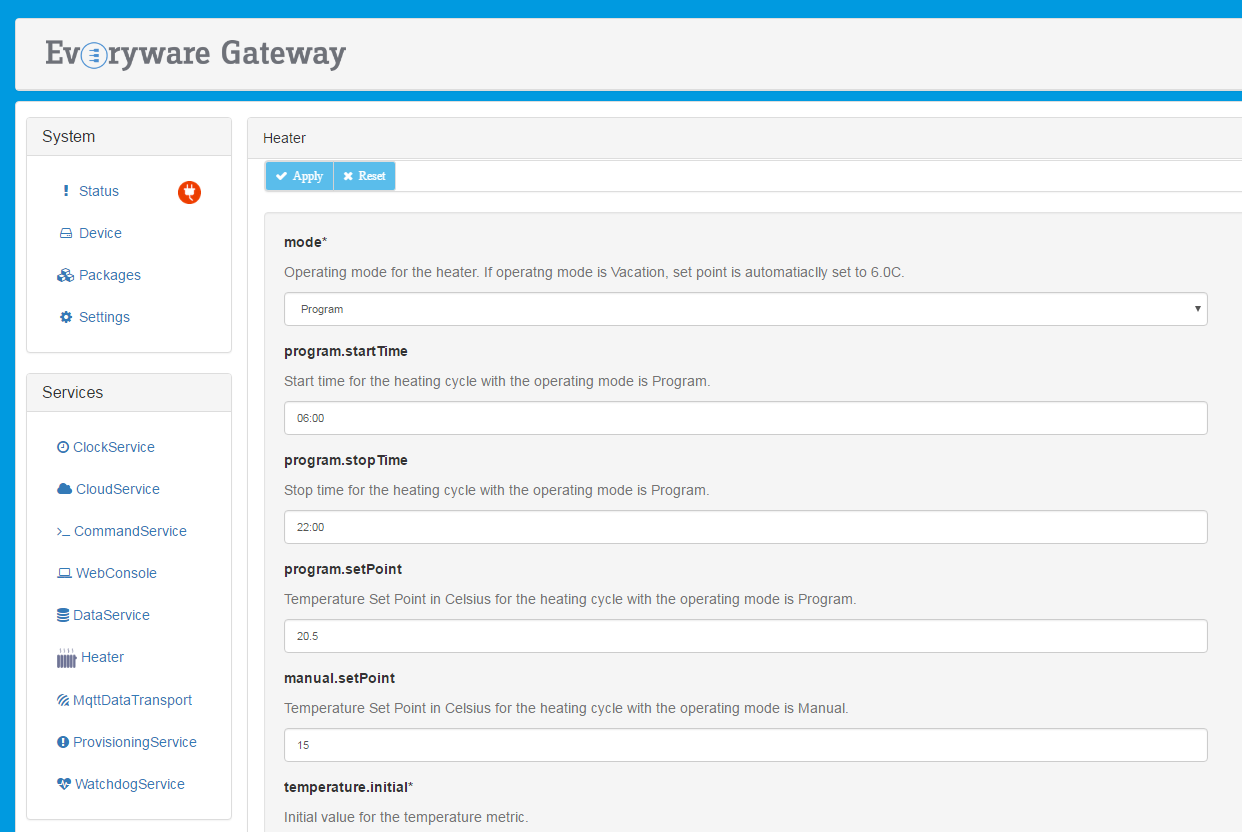 Everyware Gateway
System
Status
Device
Packages
Settings
Services
ClockService
CloudService
CommandService
WebConsole
DataService
Heater
MqttDataTransport
ProvisioningService
WatchdogService
Heater
Apply Reset
mode*
Operating mode for the heater. If operatng mode is Vacation, set point is automatiaclly set to 6.0C.
Program
program.startTime
Start time for the heating cycle with the operating mode is Program.
06:00
program.stopTime
Stop time for the heating cycle with the operating mode is Program.
22:00
program.setPoint
Temperature Set Point in Celsius for the heating cycle with the operating mode is Program.
20.5
manual.setPoint
Temperature Set Point in Celsius for the heating cycle with the operating mode is Manual.
15
temperature.initial*
Initial value for the temperature metric.